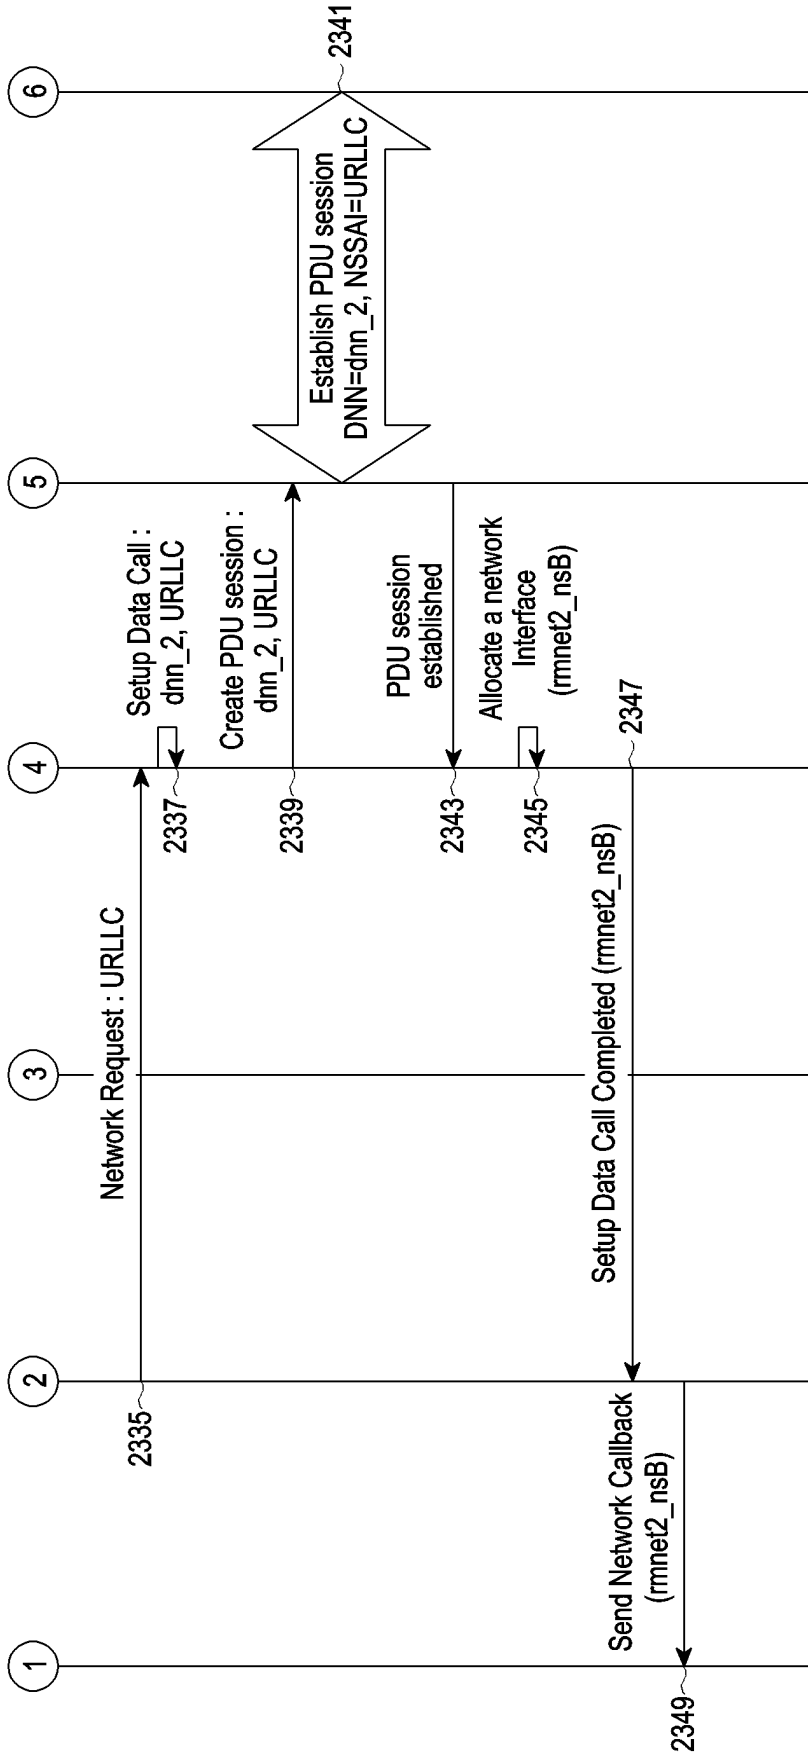 1
2
3
4
5
6
Network Request : URLLC
2335
Setup Data Call :
dnn_2, URLLC
2337
Create PDU session :
dnn_2, URLLC
2339
Establish PDU session
DNN=dnn_2, NSSAI=URLLC
2341
PDU session
established
2343
Allocate a network
Interface
(rmnet2_nsB)
2345
Setup Data Call Completed (rmnet2_nsB)
2347
Send Network Callback
(rmnet2_nsB)
2349